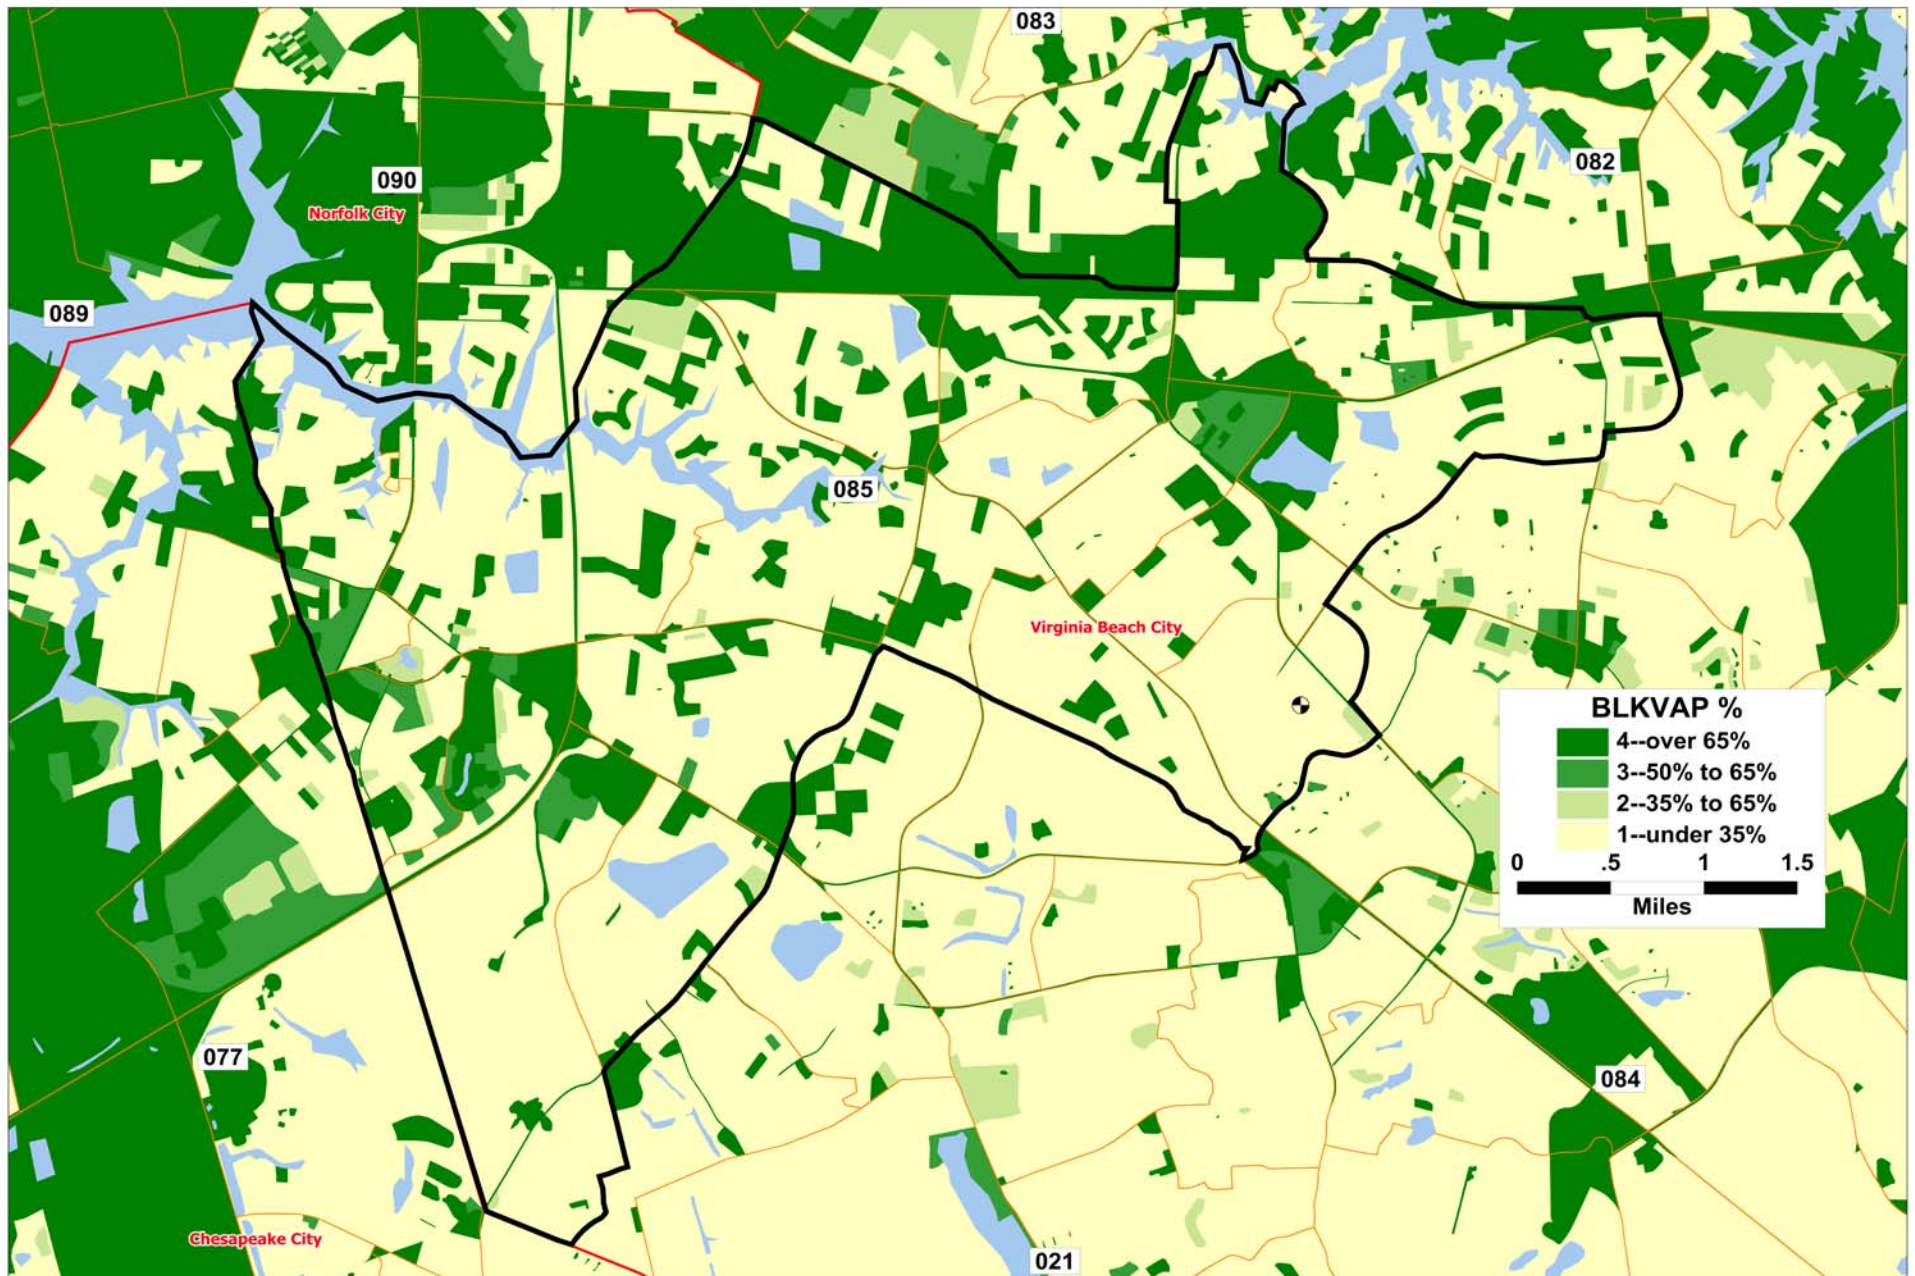 083
082
090
Norfolk City
089
085
Virginia Beach City
BLKVAP %
4--over 65%
3--50% to 65%
2--35% to 65%
1--under 35%
0 .5 1 1.5
Miles
077
084
Chesapeake City
021